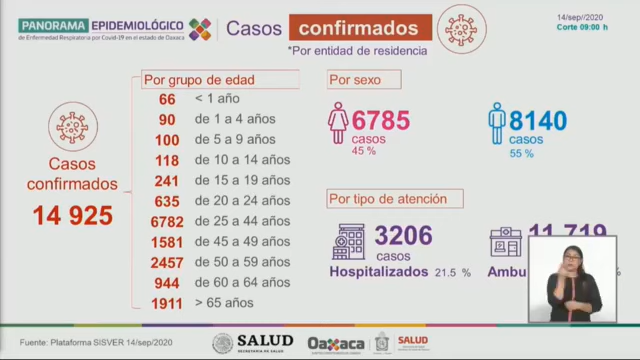 PANORAMA EPIDEMIOLÓGICO
de Enfermedad Respiratoria por Covid-19 en el estado de Oaxaca
Casos confirmados
*Por entidad de residencia
14/sep//2020
Corte 09:00 h
Casos
confirmados
14 925
Por grupo de edad
66 < 1 año
90 de 1 a 4 años
100 de 5 a 9 años
118 de 10 a 14 años
241 de 15 a 19 años
635 de 20 a 24 años
6782 de 25 a 44 años
1581 de 45 a 49 años
2457 de 50 a 59 años
944 de 60 a 64 años
1911 > 65 años
Por sexo
6785
casos
45 %
8140
casos
55 %
Por tipo de atención
3206
casos
Hospitalizados 21.5 %
11 719
Ambu
%
Fuente: Plataforma SISVER 14/sep/2020
SALUD
SECRETARÍA DE SALUD
Oaxaca
SALUD